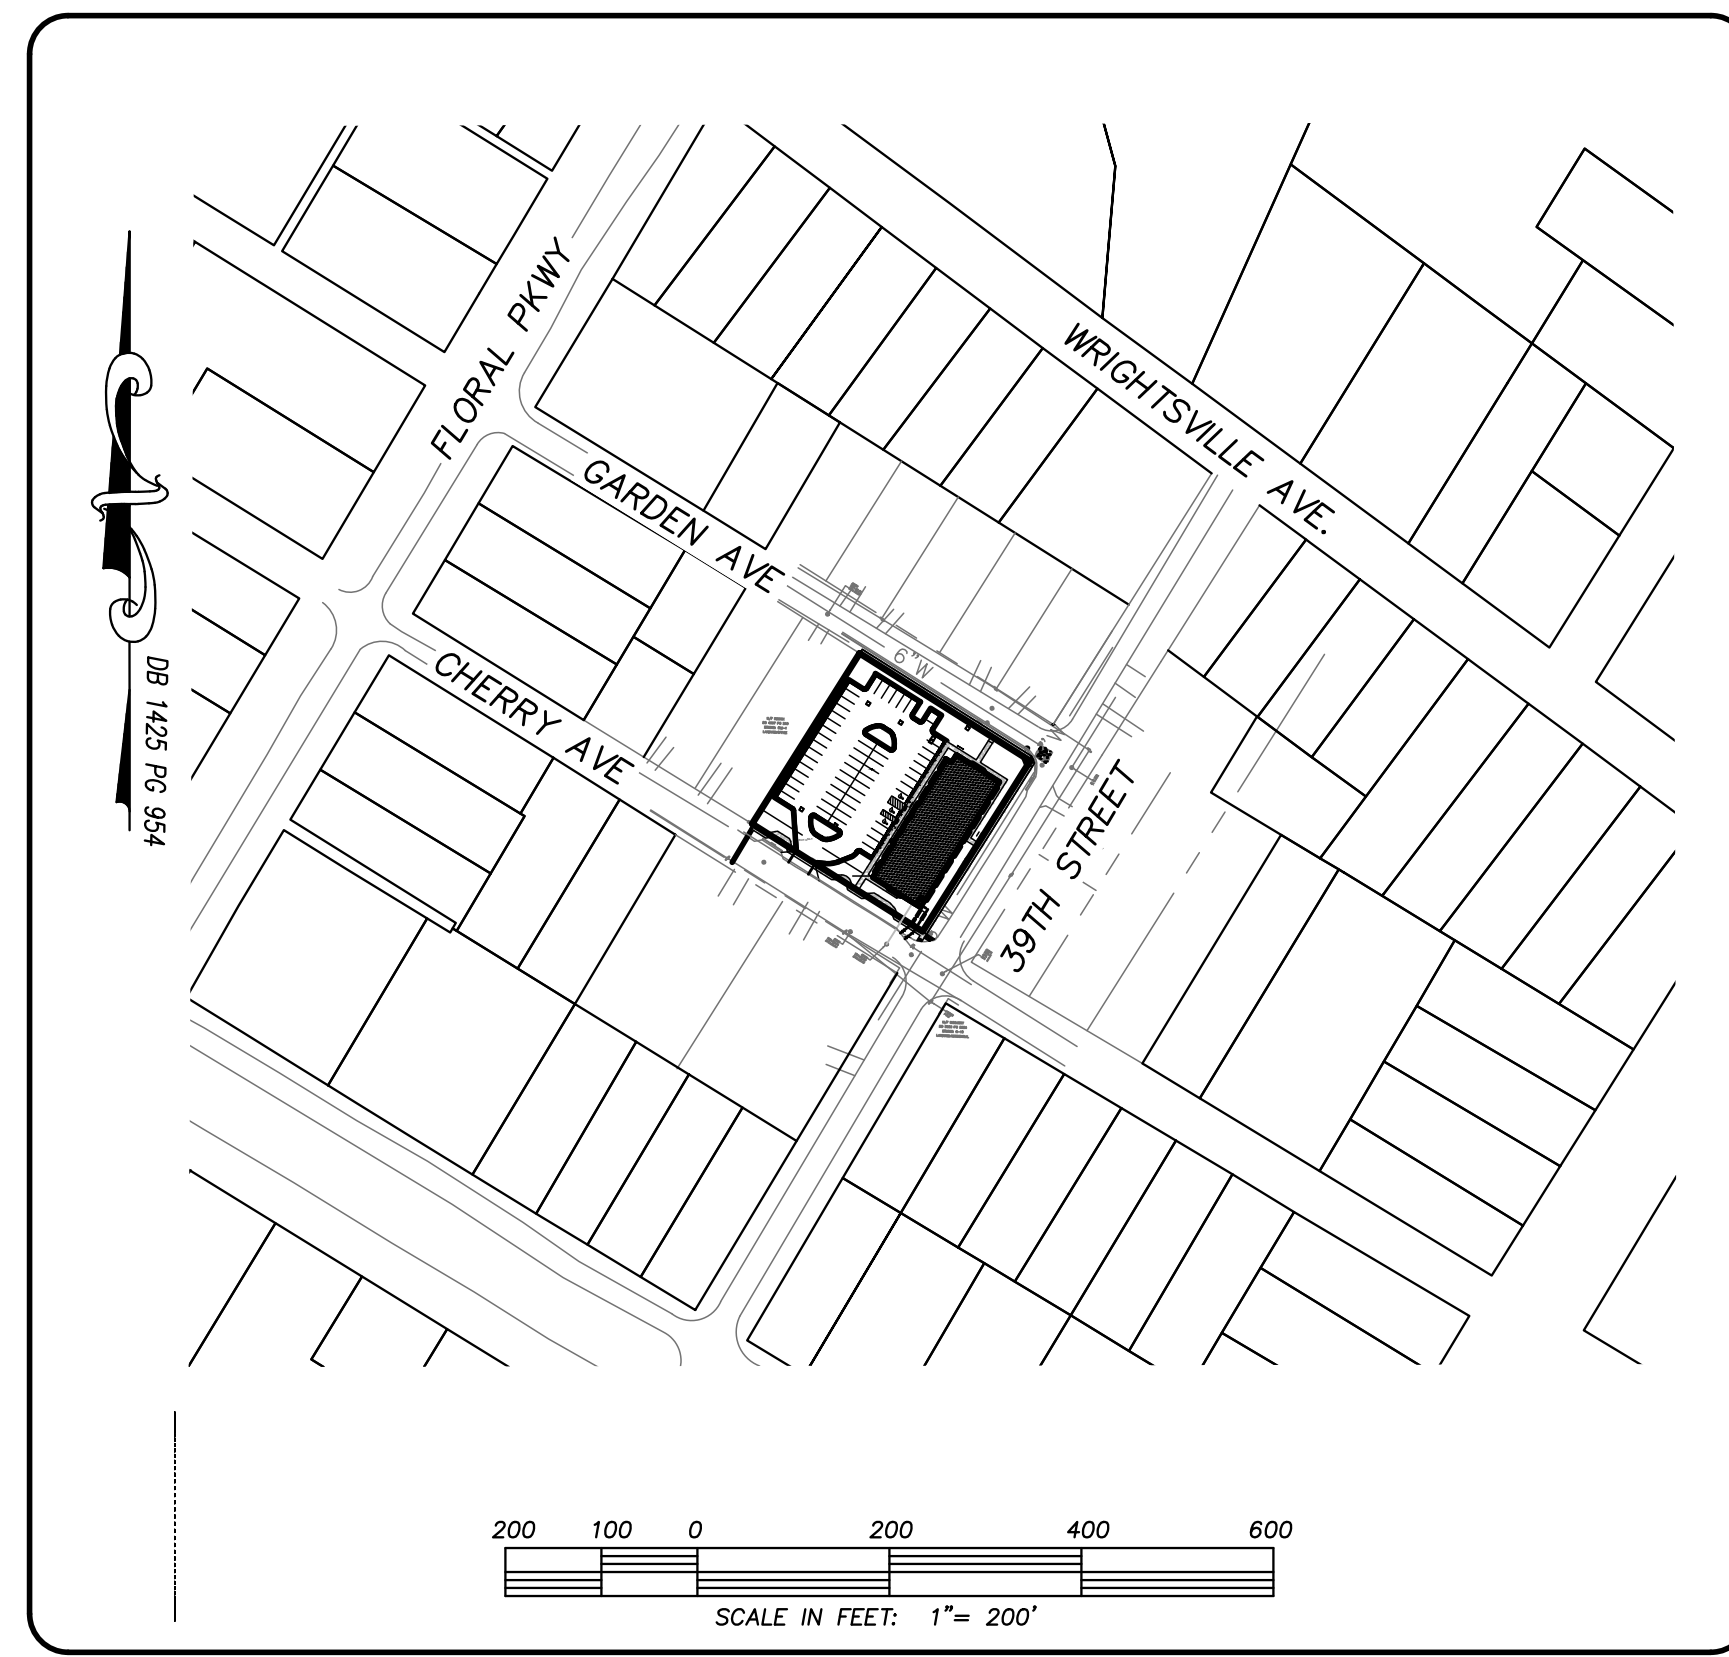 FLORAL PKWY
WRIGHTSVILLE AVE.
GARDEN AVE
6"W
CHERRY AVE
39TH STREET
DB 1425 PG 954
200 100 0 200 400 600
SCALE IN FEET: 1"= 200'